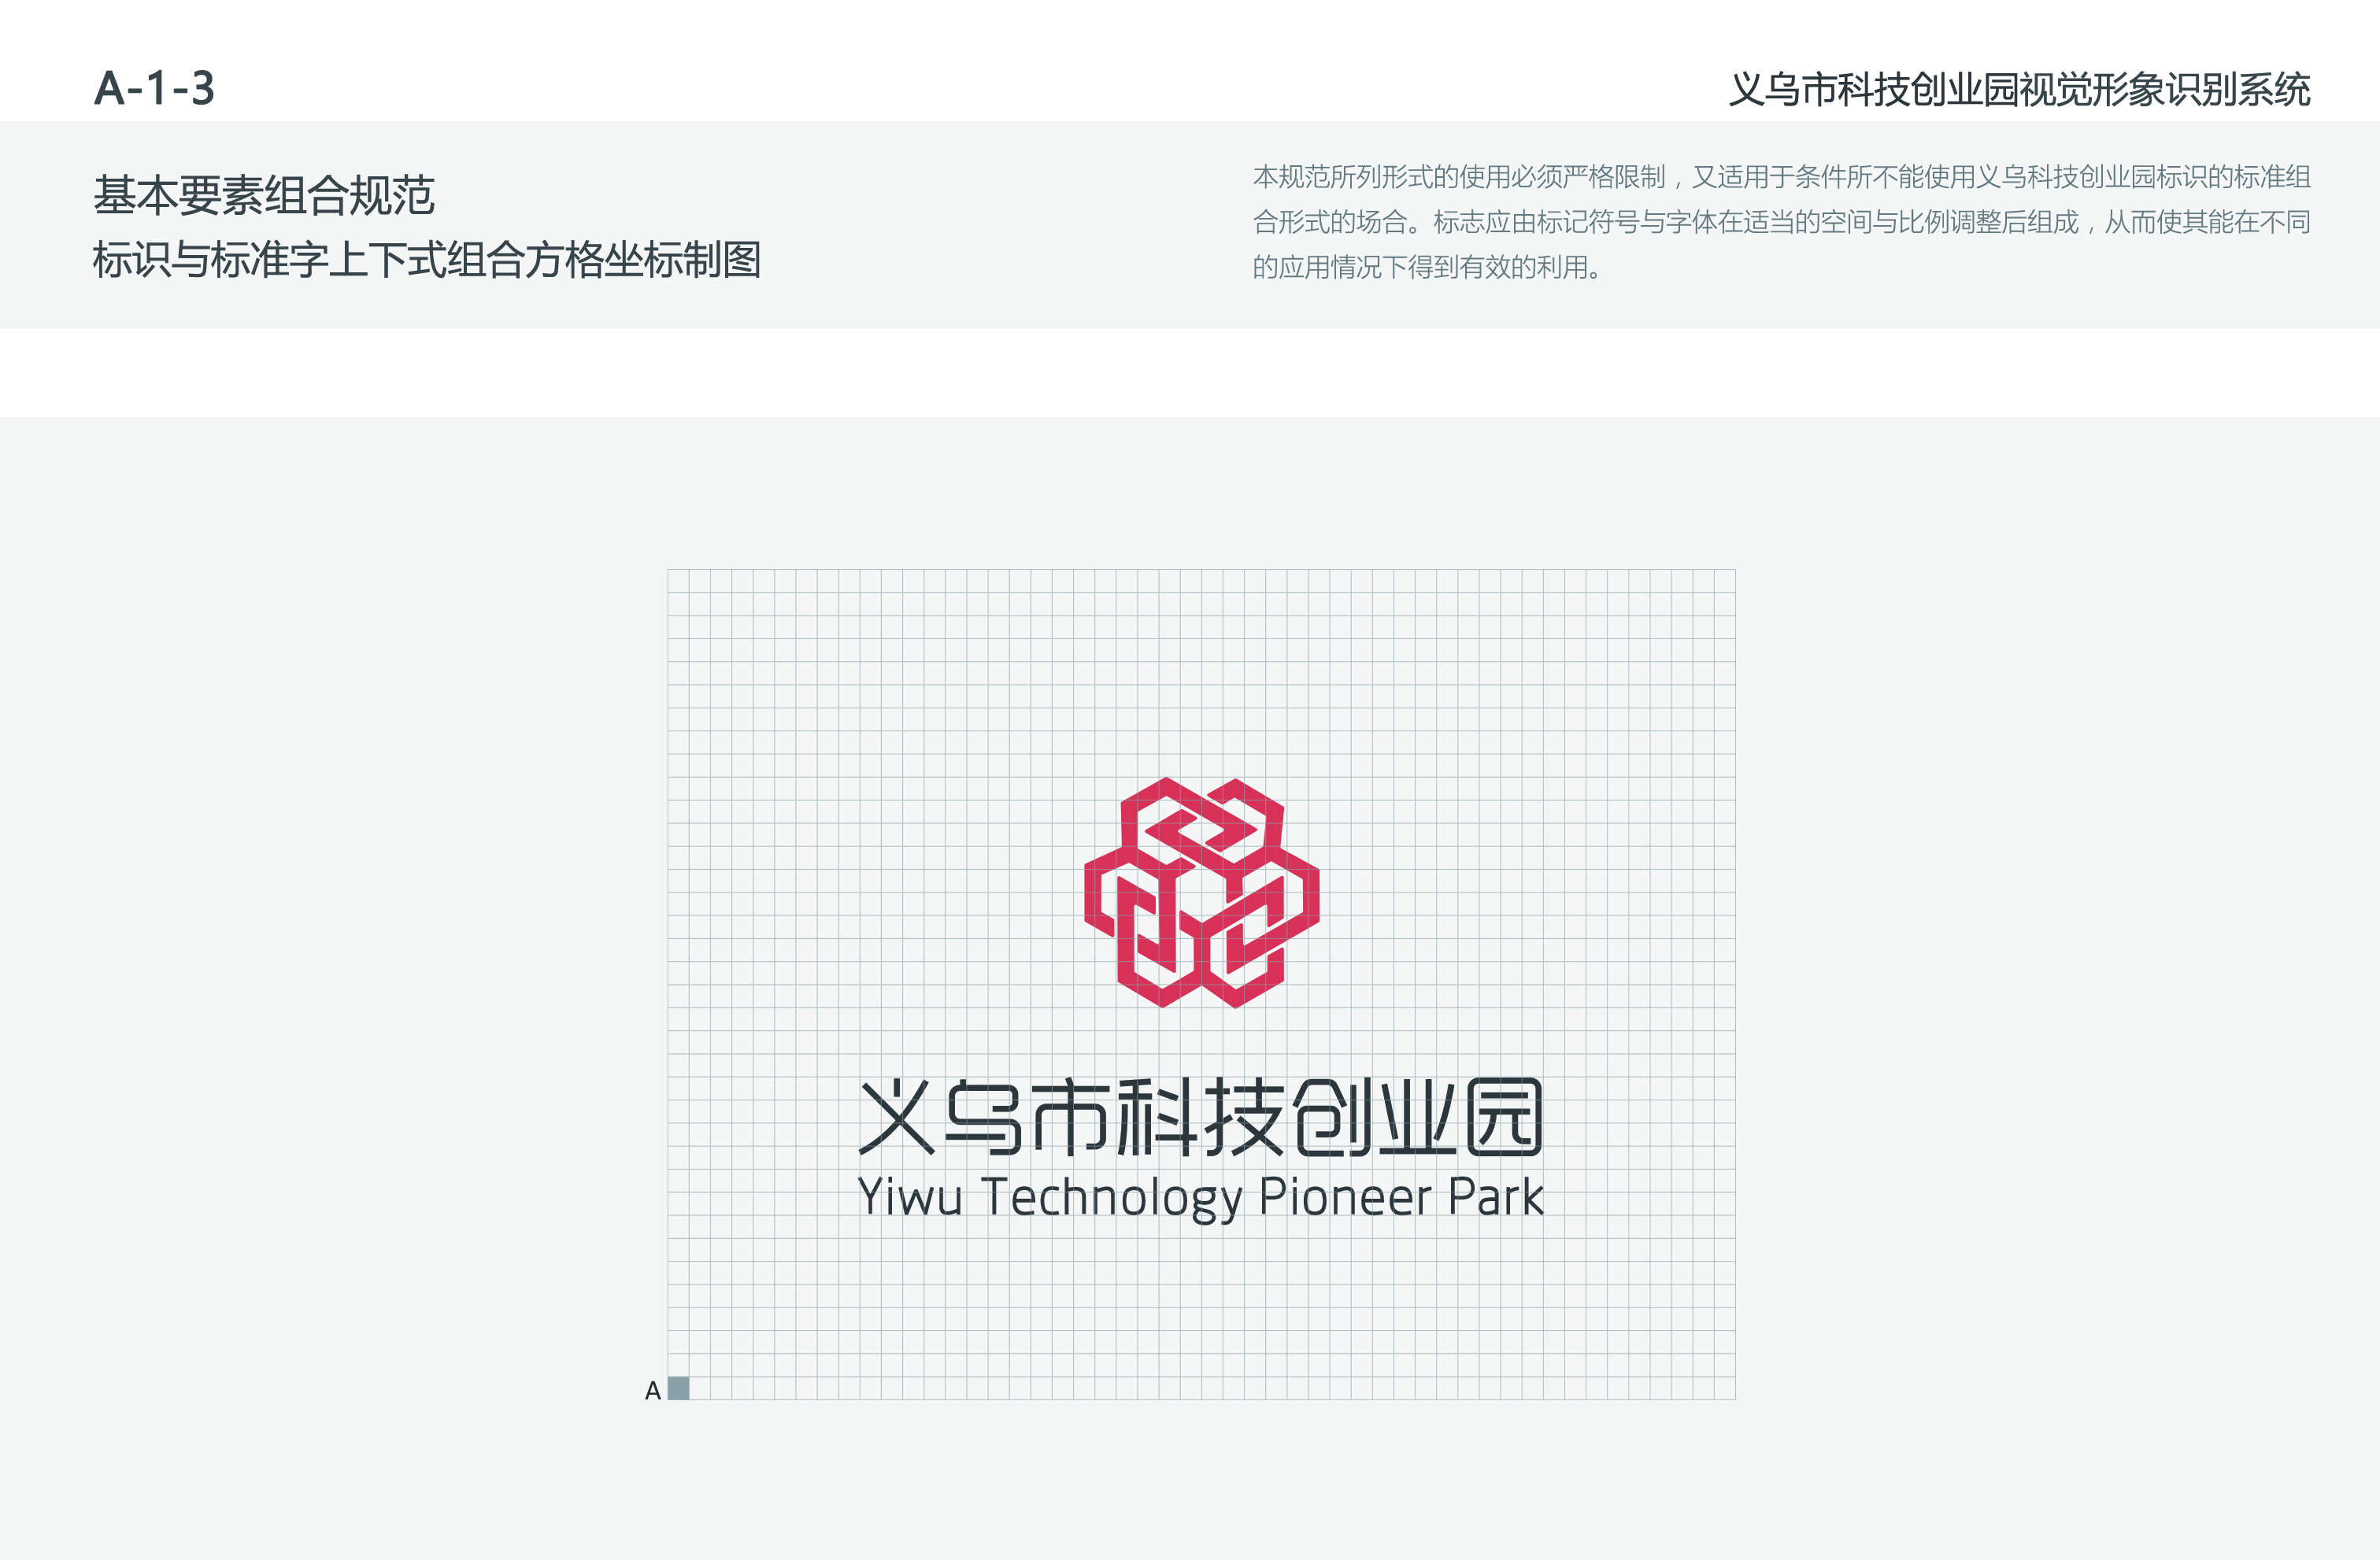 A-1-3
义乌市科技创业园视觉形象识别系统
基本要素组合规范
标识与标准字上下式组合方格坐标制图
本规范所列形式的使用必须严格限制，又适用于条件所不能使用义乌科技创业园标识的标准组
合形式的场合。标志应由标记符号与字体在适当的空间与比例调整后组成，从而使其能在不同
的应用情况下得到有效的利用。
义乌市科技创业园
Yiwu Technology Pioneer Park
A